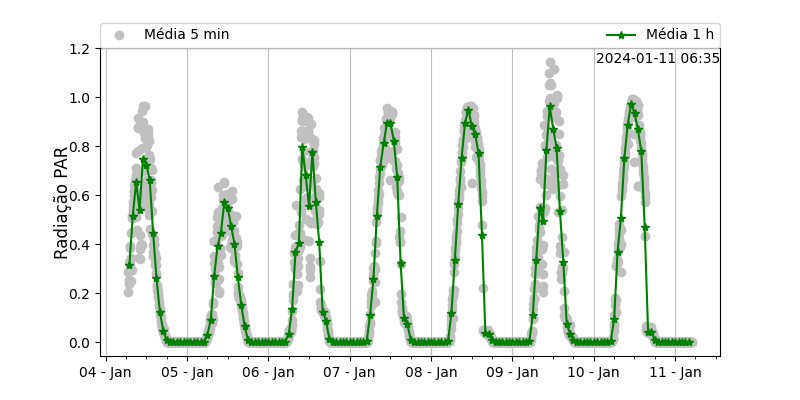 Média 5 min
Média 1 h
2024-01-11 06:35
Radiação PAR
1.2
1.0
0.8
0.6
0.4
0.2
0.0
04 - Jan
05 - Jan
06 - Jan
07 - Jan
08 - Jan
09 - Jan
10 - Jan
11 - Jan